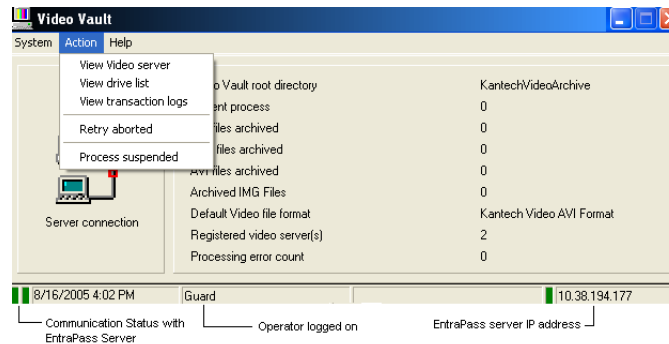 Video Vault
System Action Help
View Video server
View drive list
View transaction logs
Retry aborted
Process suspended
Vault root directory KantechVideoArchive
process 0
files archived 0
files archived 0
AVI files archived 0
Archived IMG Files 0
Default Video file format Kantech Video AVI Format
Registered video server(s) 2
Processing error count 0
Server connection
8/16/2005 4:02 PM Guard 10.38.194.177
Communication Status with
EntraPass Server
Operator logged on
EntraPass server IP address